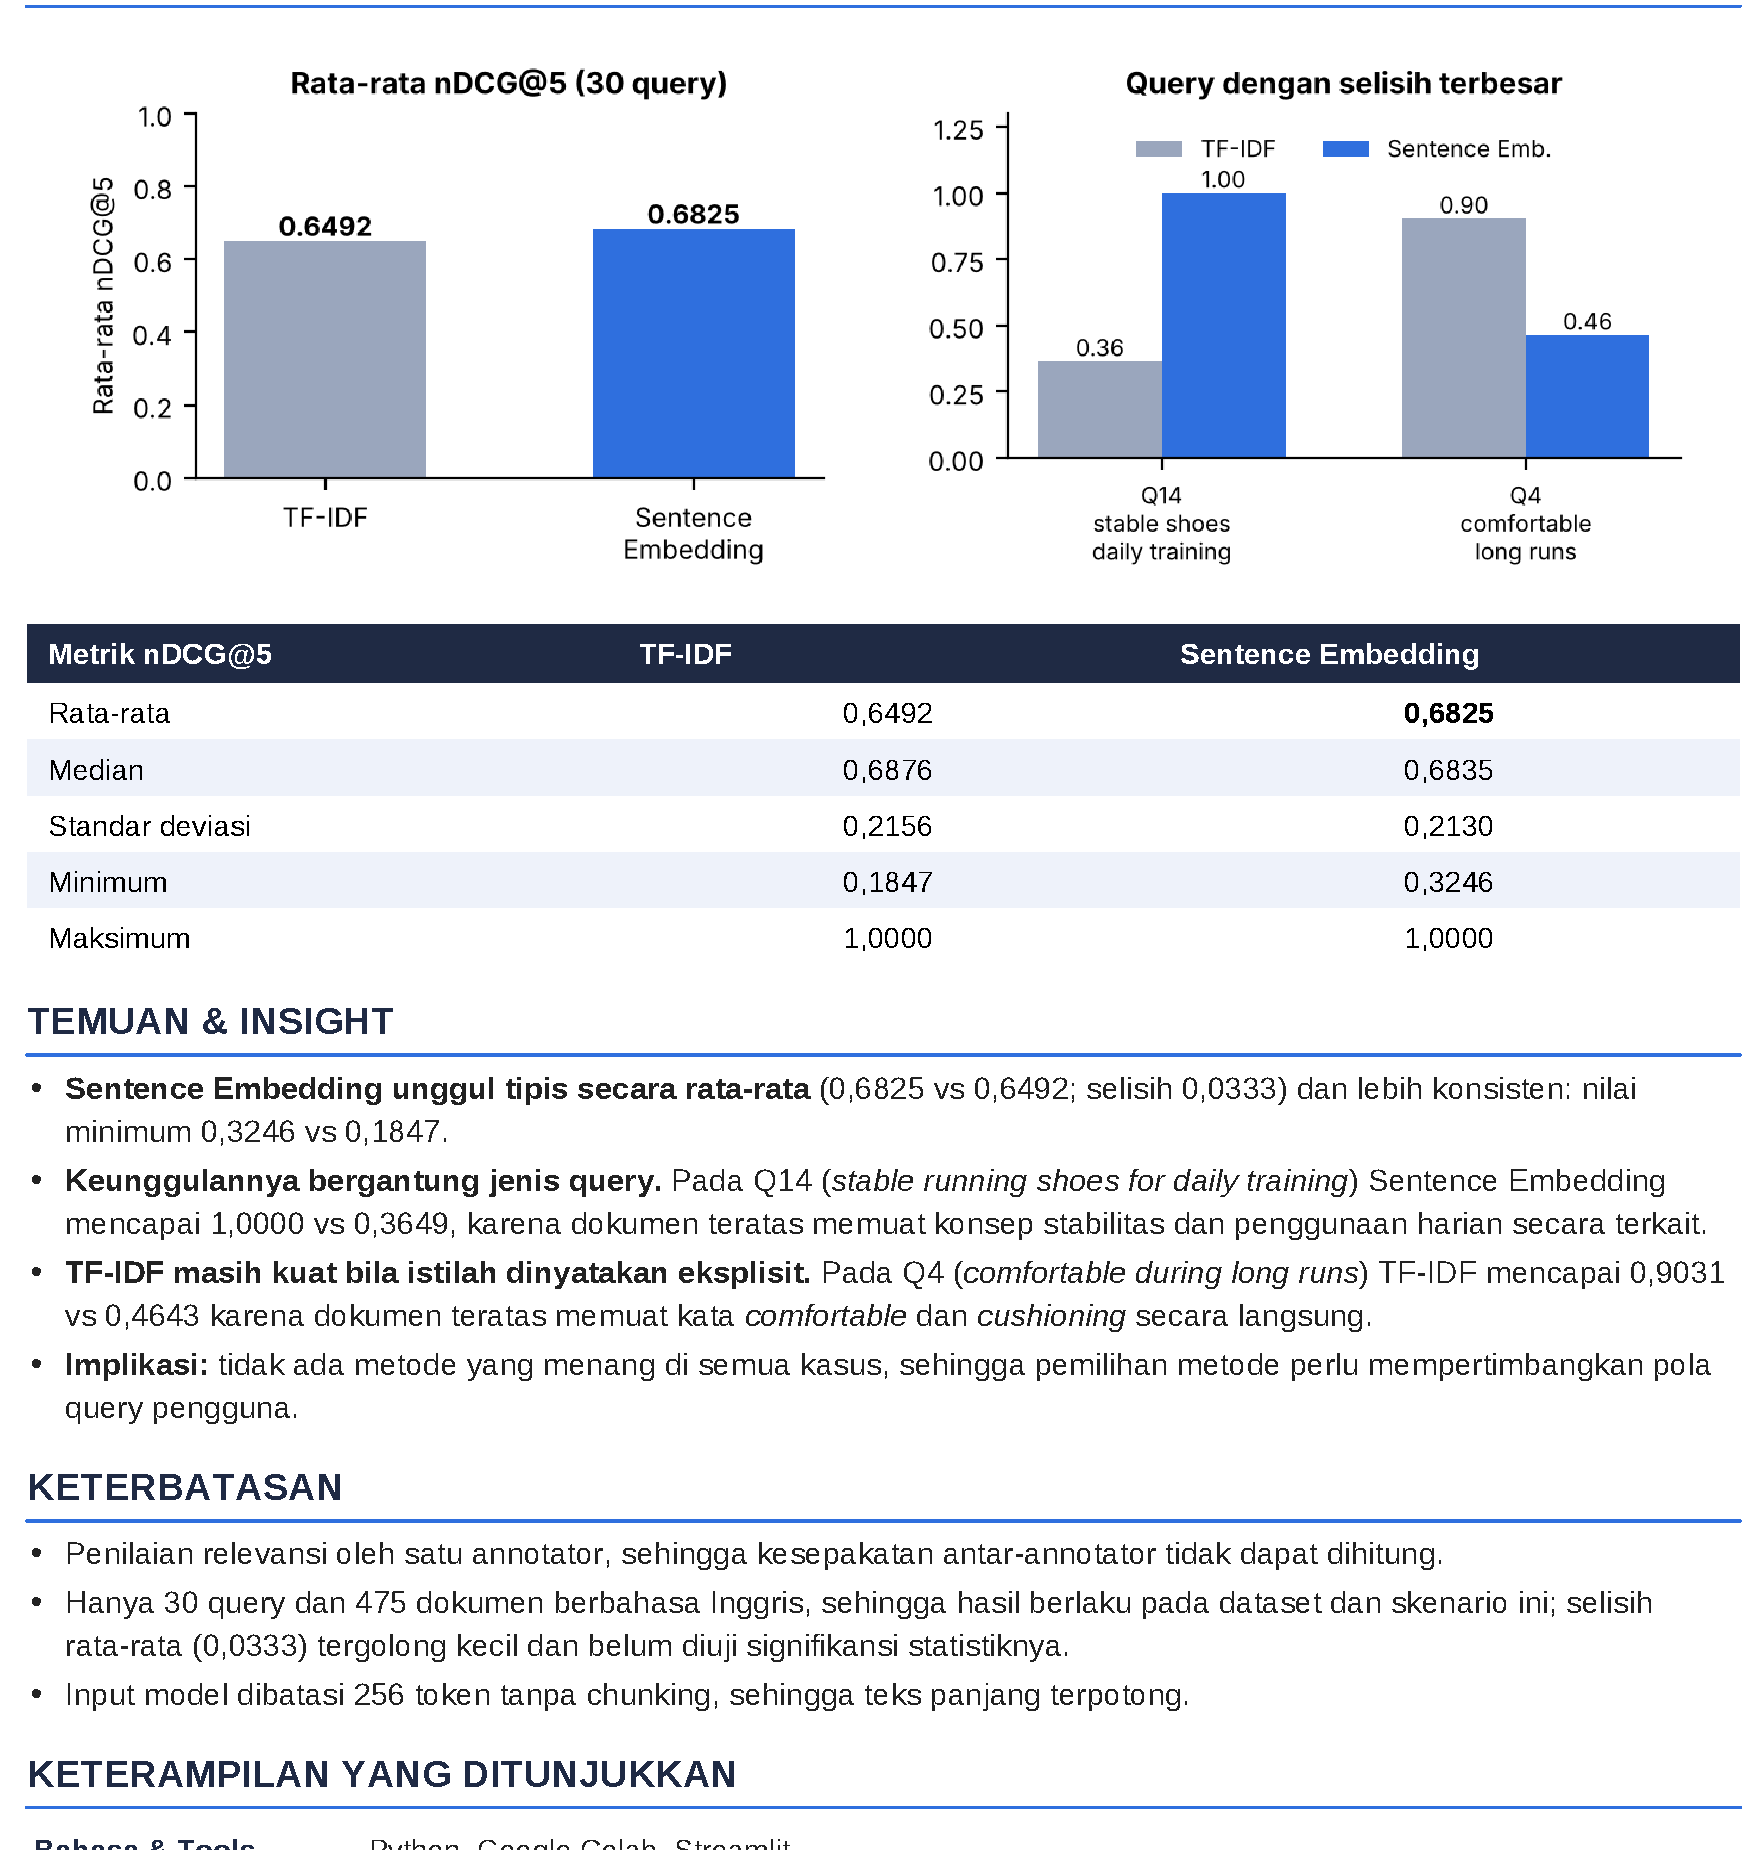 Rata-rata nDCG@5 (30 query)
1.0
0.8
0.6
0.4
0.2
0.0
Rata-rata nDCG@5
0.6492
0.6825
TF-IDF
Sentence
Embedding
Query dengan selisih terbesar
1.25
1.00
0.75
0.50
0.25
0.00
TF-IDF Sentence Emb.
0.36
1.00
0.90
0.46
Q14
stable shoes
daily training
Q4
comfortable
long runs
Metrik nDCG@5 TF-IDF Sentence Embedding
Rata-rata 0,6492 0,6825
Median 0,6876 0,6835
Standar deviasi 0,2156 0,2130
Minimum 0,1847 0,3246
Maksimum 1,0000 1,0000
TEMUAN & INSIGHT
• Sentence Embedding unggul tipis secara rata-rata (0,6825 vs 0,6492; selisih 0,0333) dan lebih konsisten: nilai
minimum 0,3246 vs 0,1847.
• Keunggulannya bergantung jenis query. Pada Q14 (stable running shoes for daily training) Sentence Embedding
mencapai 1,0000 vs 0,3649, karena dokumen teratas memuat konsep stabilitas dan penggunaan harian secara terkait.
• TF-IDF masih kuat bila istilah dinyatakan eksplisit. Pada Q4 (comfortable during long runs) TF-IDF mencapai 0,9031
vs 0,4643 karena dokumen teratas memuat kata comfortable dan cushioning secara langsung.
• Implikasi: tidak ada metode yang menang di semua kasus, sehingga pemilihan metode perlu mempertimbangkan pola
query pengguna.
KETERBATASAN
• Penilaian relevansi oleh satu annotator, sehingga kesepakatan antar-annotator tidak dapat dihitung.
• Hanya 30 query dan 475 dokumen berbahasa Inggris, sehingga hasil berlaku pada dataset dan skenario ini; selisih
rata-rata (0,0333) tergolong kecil dan belum diuji signifikansi statistiknya.
• Input model dibatasi 256 token tanpa chunking, sehingga teks panjang terpotong.
KETERAMPILAN YANG DITUNJUKKAN
Bahasa & Tools Python, Google Colab, Streamlit